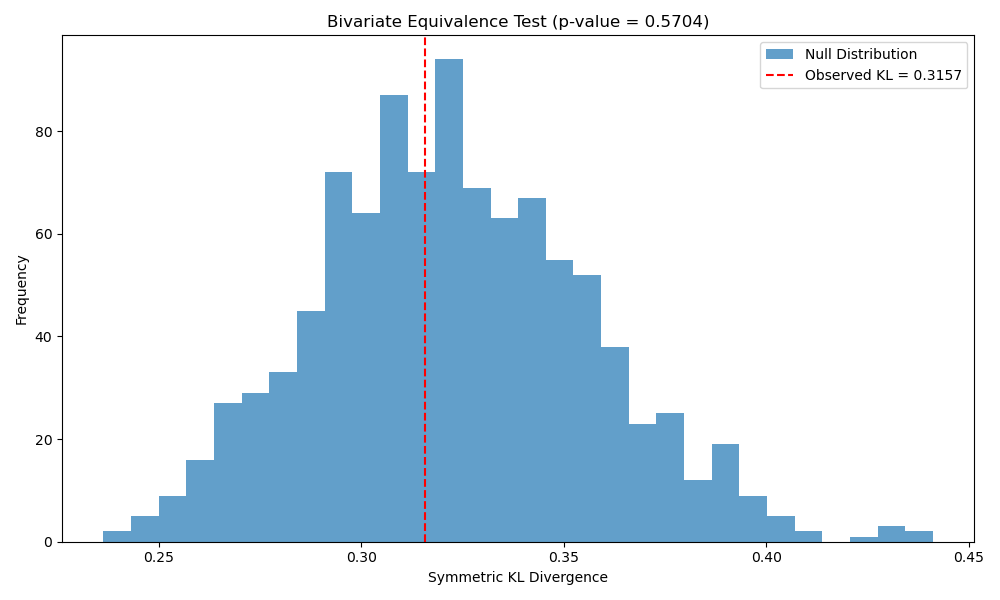 Bivariate Equivalence Test (p-value = 0.5704)
Null Distribution
Observed KL = 0.3157
Frequency
80
60
40
20
0
0.25 0.30 0.35 0.40 0.45
Symmetric KL Divergence